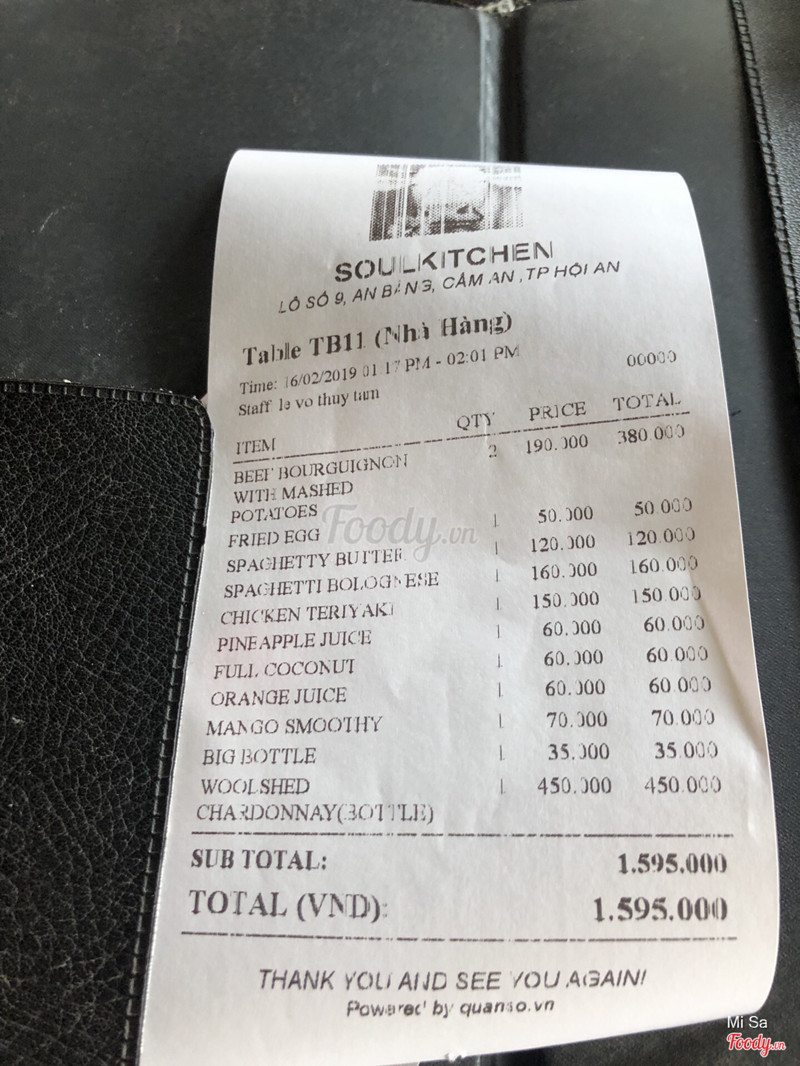 SOULKITCHEN
LÔ SỐ 9, AN BÀNG, CẨM AN ,TP HỘI AN
Table TB11 (Nhà Hàng)
Time: 16/02/2019 01:17 PM - 02:01 PM
00000
Staff: le vo thuy tam
ITEM QTY PRICE TOTAL
BEEF BOURGUIGNON 2 190.000 380.000
WITH MASHED
POTATOES
FRIED EGG 1 50.000 50.000
SPAGHETTY BUTTER 1 120.000 120.000
SPAGHETTI BOLOGNESE 1 160.000 160.000
CHICKEN TERIYAKI 1 150.000 150.000
PINEAPPLE JUICE 1 60.000 60.000
FULL COCONUT 1 60.000 60.000
ORANGE JUICE 1 60.000 60.000
MANGO SMOOTHY 1 70.000 70.000
BIG BOTTLE 1 35.000 35.000
WOOLSHED 1 450.000 450.000
CHARDONNAY(BOTTLE)
SUB TOTAL: 1.595.000
TOTAL (VND): 1.595.000
THANK YOU AND SEE YOU AGAIN!
Powered by quanso.vn
Foody.vn
Mi Sa
Foody.vn